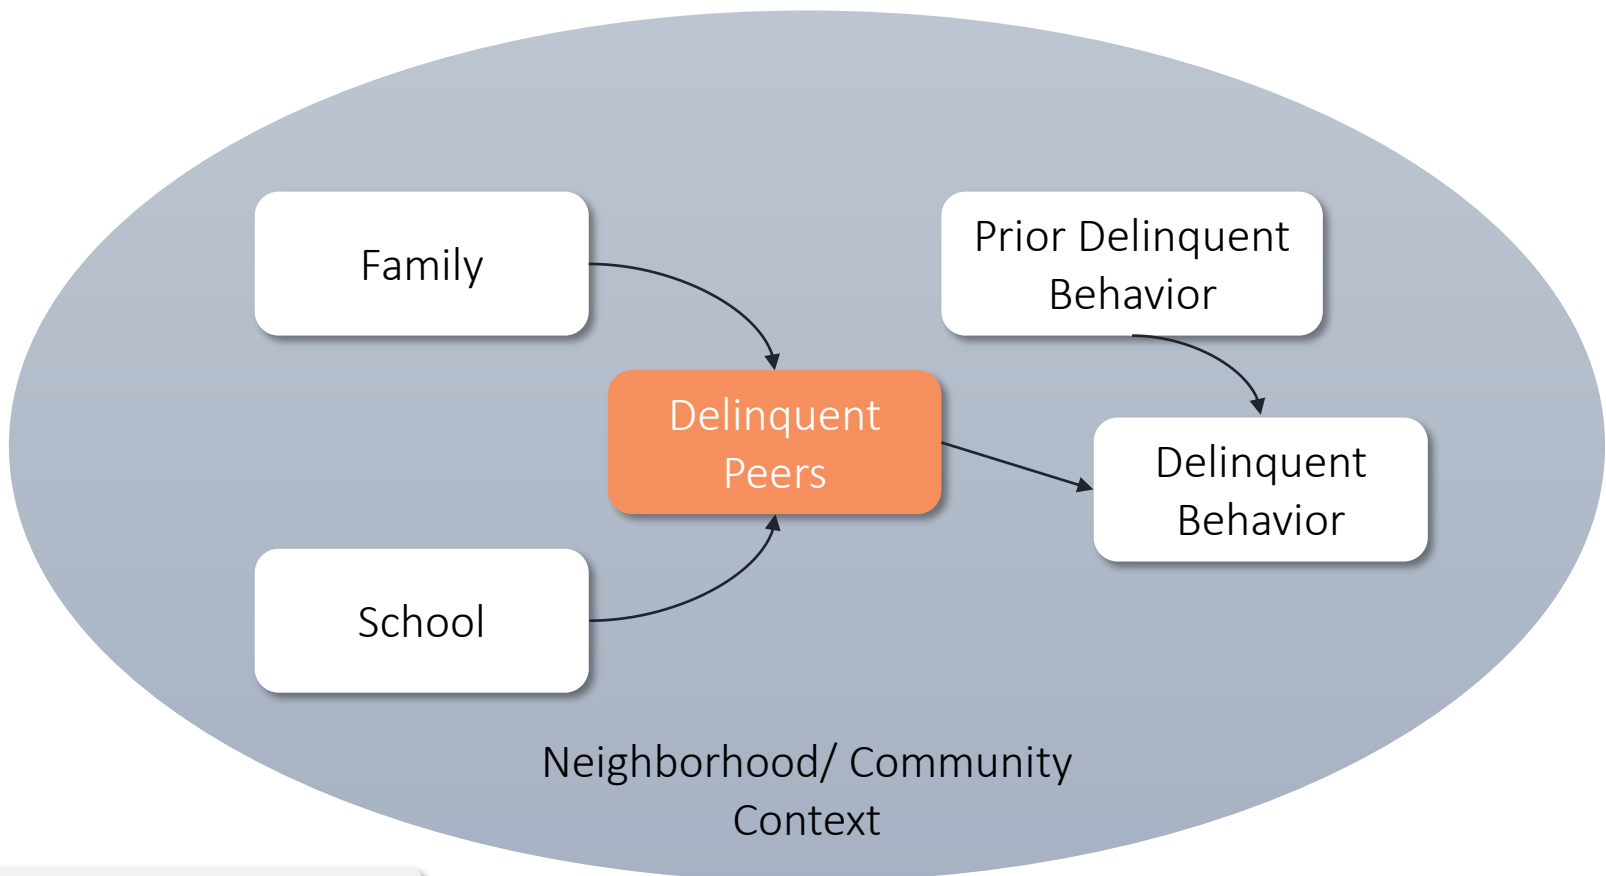 Family
Prior Delinquent
Behavior
Delinquent
Peers
Delinquent
Behavior
School
Neighborhood/ Community
Context